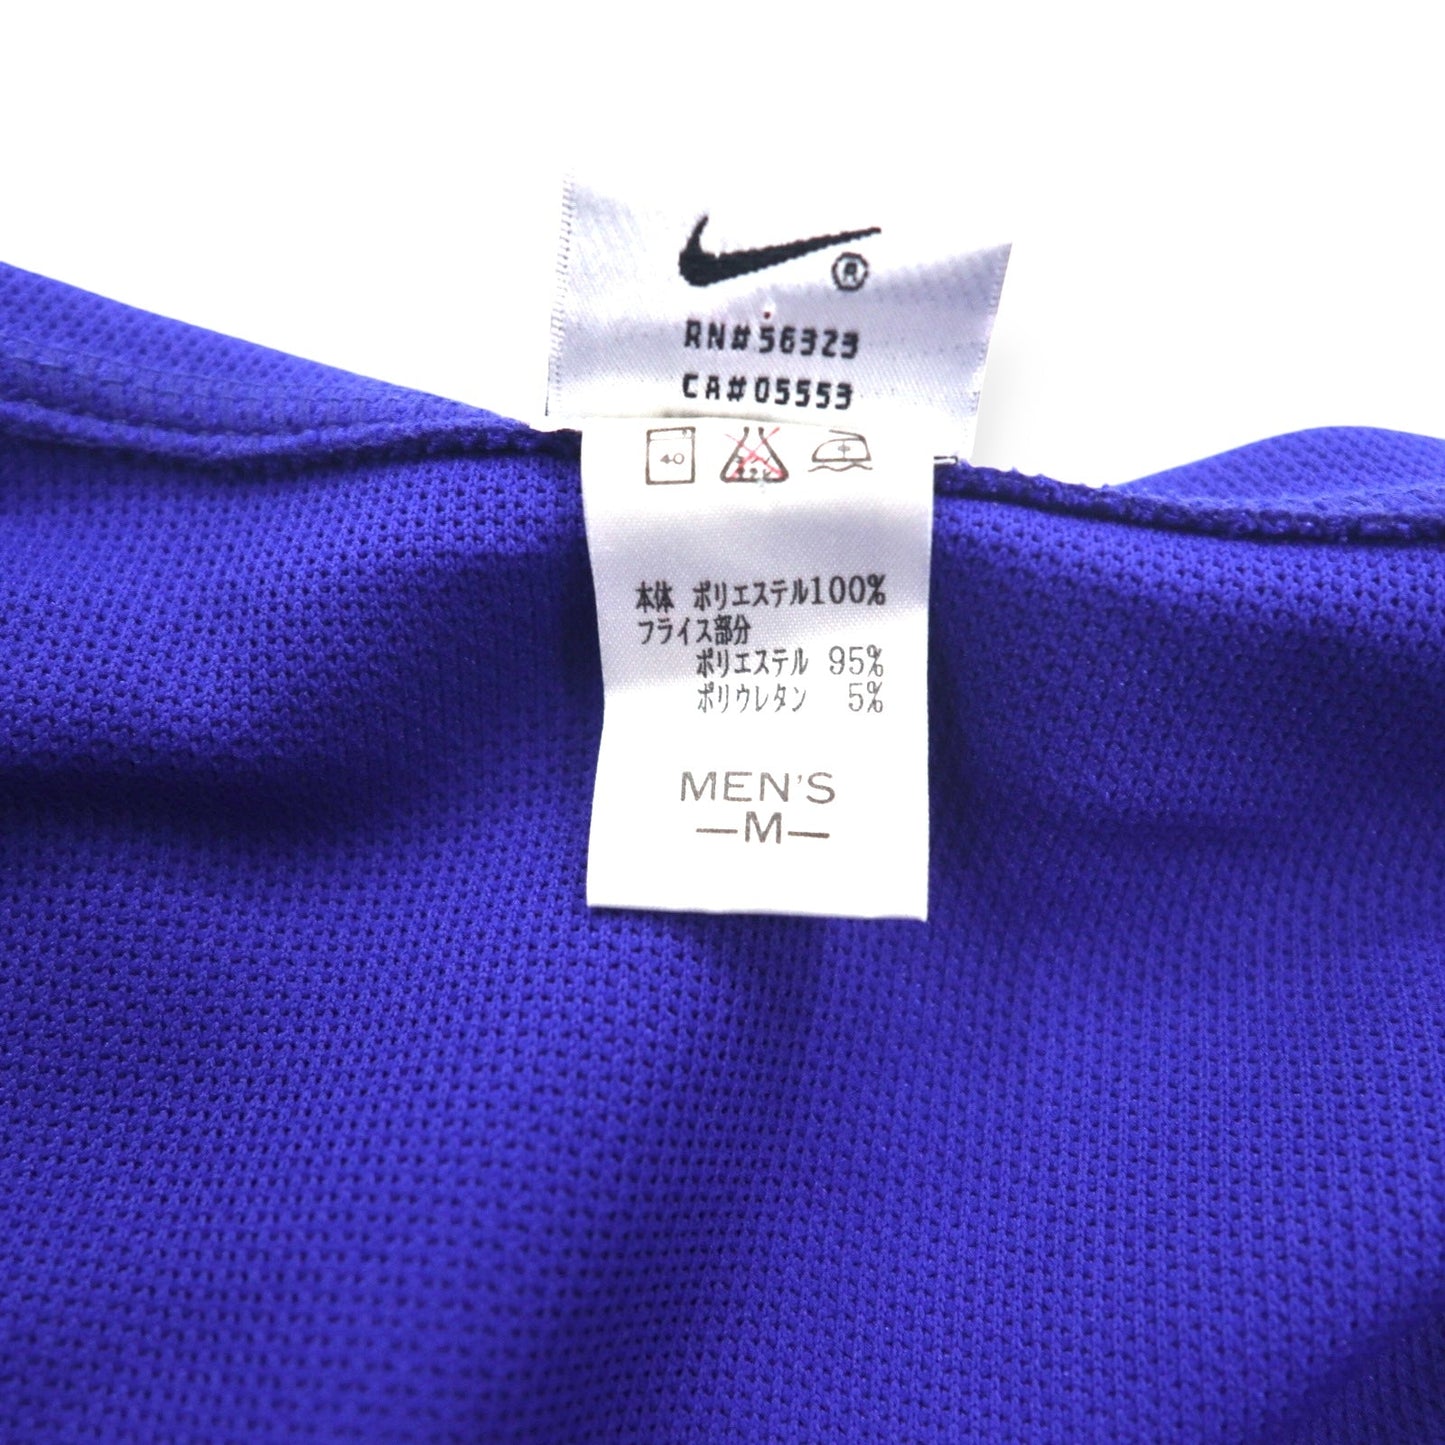 ®
RN#56323
CA#05553
40
本体 ポリエステル100%
フライス部分
ポリエステル 95%
ポリウレタン 5%
MEN'S
—M—